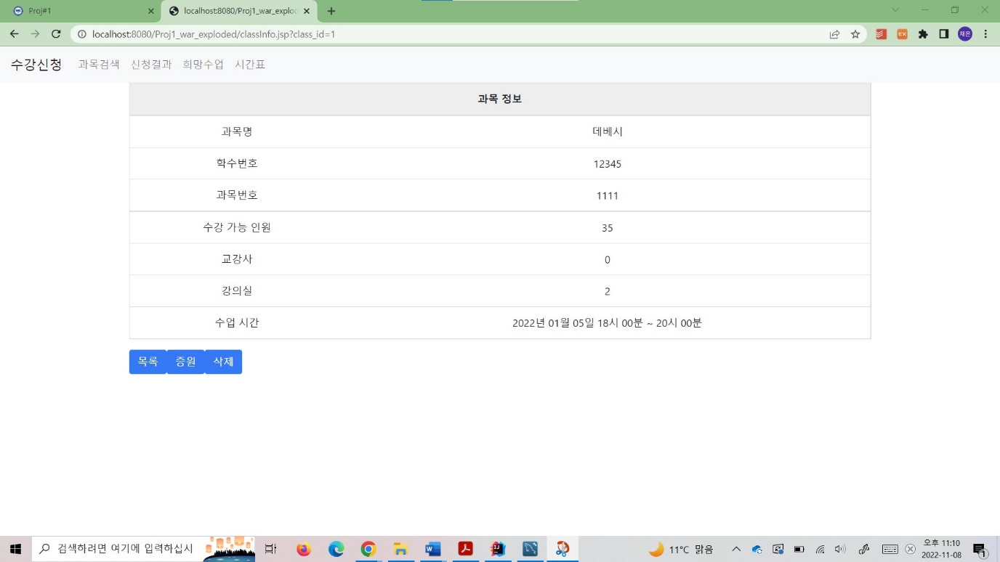 Proj#1
localhost:8080/Proj1_war_explod
localhost:8080/Proj1_war_exploded/classInfo.jsp?class_id=1
EX
채은
수강신청 과목검색 신청결과 희망수업 시간표
과목 정보
과목명 데베시
학수번호 12345
과목번호 1111
수강 가능 인원 35
교강사 0
강의실 2
수업 시간 2022년 01월 05일 18시 00분 ~ 20시 00분
목록 증원 삭제
검색하려면 여기에 입력하십시
11°C 맑음
오후 11:10
2022-11-08
1